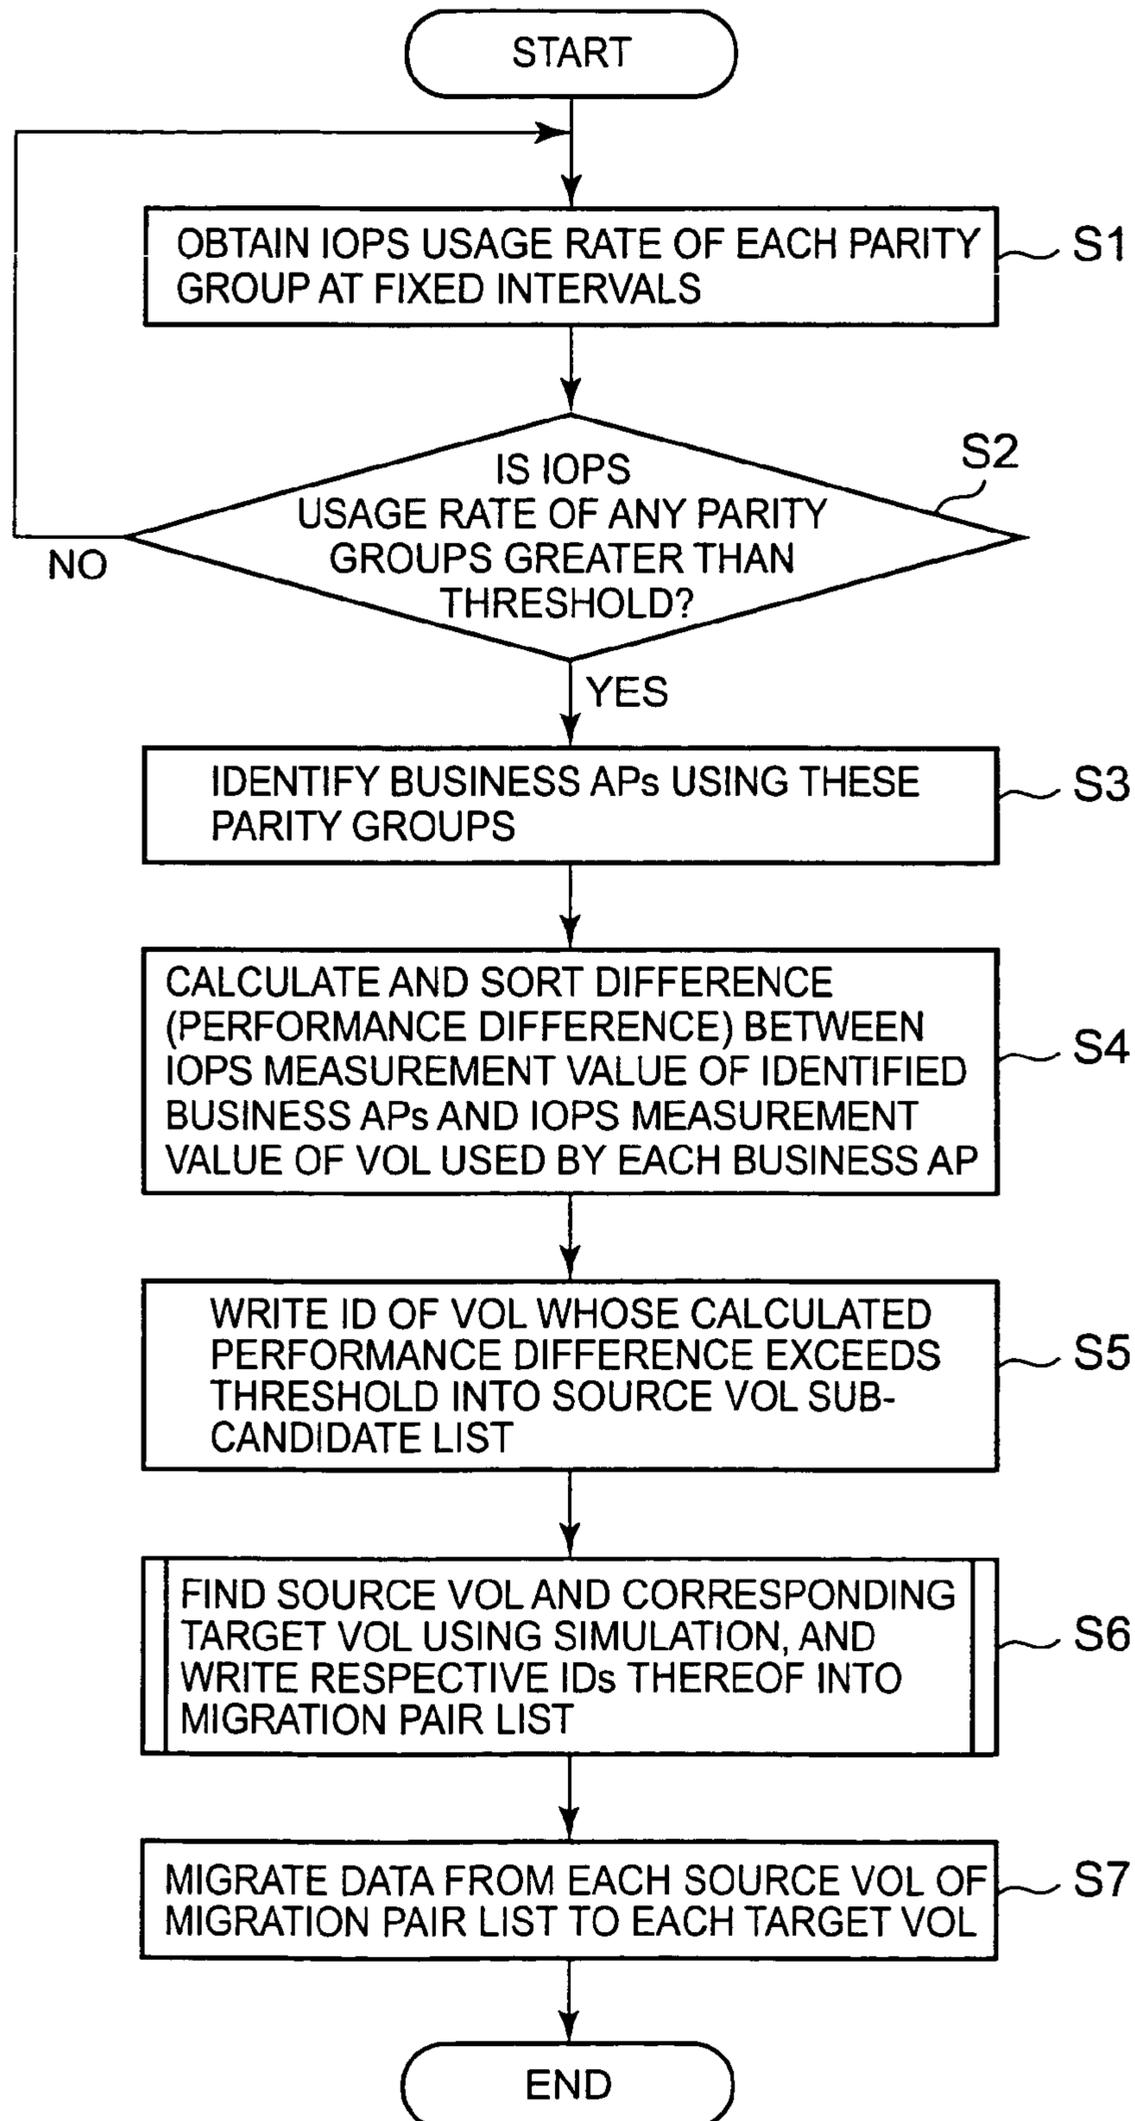 START
OBTAIN IOPS USAGE RATE OF EACH PARITY
GROUP AT FIXED INTERVALS
S1
IS IOPS
USAGE RATE OF ANY PARITY
GROUPS GREATER THAN
THRESHOLD?
S2
NO
YES
IDENTIFY BUSINESS APs USING THESE
PARITY GROUPS
S3
CALCULATE AND SORT DIFFERENCE
(PERFORMANCE DIFFERENCE) BETWEEN
IOPS MEASUREMENT VALUE OF IDENTIFIED
BUSINESS APs AND IOPS MEASUREMENT
VALUE OF VOL USED BY EACH BUSINESS AP
S4
WRITE ID OF VOL WHOSE CALCULATED
PERFORMANCE DIFFERENCE EXCEEDS
THRESHOLD INTO SOURCE VOL SUB-
CANDIDATE LIST
S5
FIND SOURCE VOL AND CORRESPONDING
TARGET VOL USING SIMULATION, AND
WRITE RESPECTIVE IDs THEREOF INTO
MIGRATION PAIR LIST
S6
MIGRATE DATA FROM EACH SOURCE VOL OF
MIGRATION PAIR LIST TO EACH TARGET VOL
S7
END